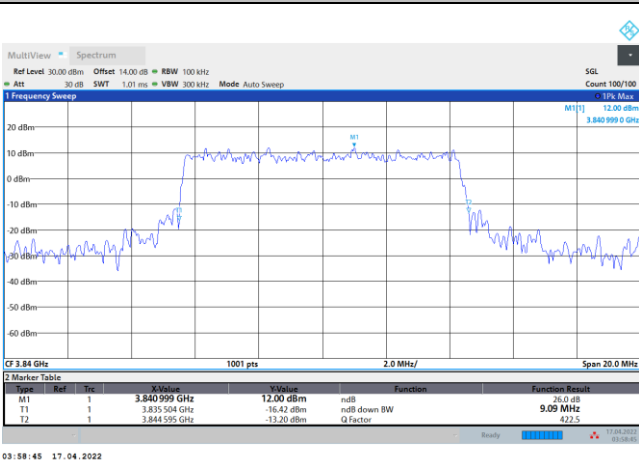 MultiView Spectrum
Ref Level 30.00 dBm Offset 14.00 dB RBW 100 kHz SGL
Att 30 dB SWT 1.01 ms VBW 300 kHz Mode Auto Sweep Count 100/100
1 Frequency Sweep 1Pk Max
M1[1] 12.00 dBm
3.840 999 0 GHz
20 dBm
M1
10 dBm
0 dBm
-10 dBm
T1
T2
-20 dBm
-30 dBm
-40 dBm
-50 dBm
-60 dBm
CF 3.84 GHz 1001 pts 2.0 MHz/ Span 20.0 MHz
2 Marker Table
Type Ref Trc X-Value Y-Value Function Function Result
M1 1 3.840 999 GHz 12.00 dBm ndB 26.0 dB
T1 1 3.835 504 GHz -16.42 dBm ndB down BW 9.09 MHz
T2 1 3.844 595 GHz -13.20 dBm Q Factor 422.5
Ready 17.04.2022
03:58:45
03:58:45 17.04.2022